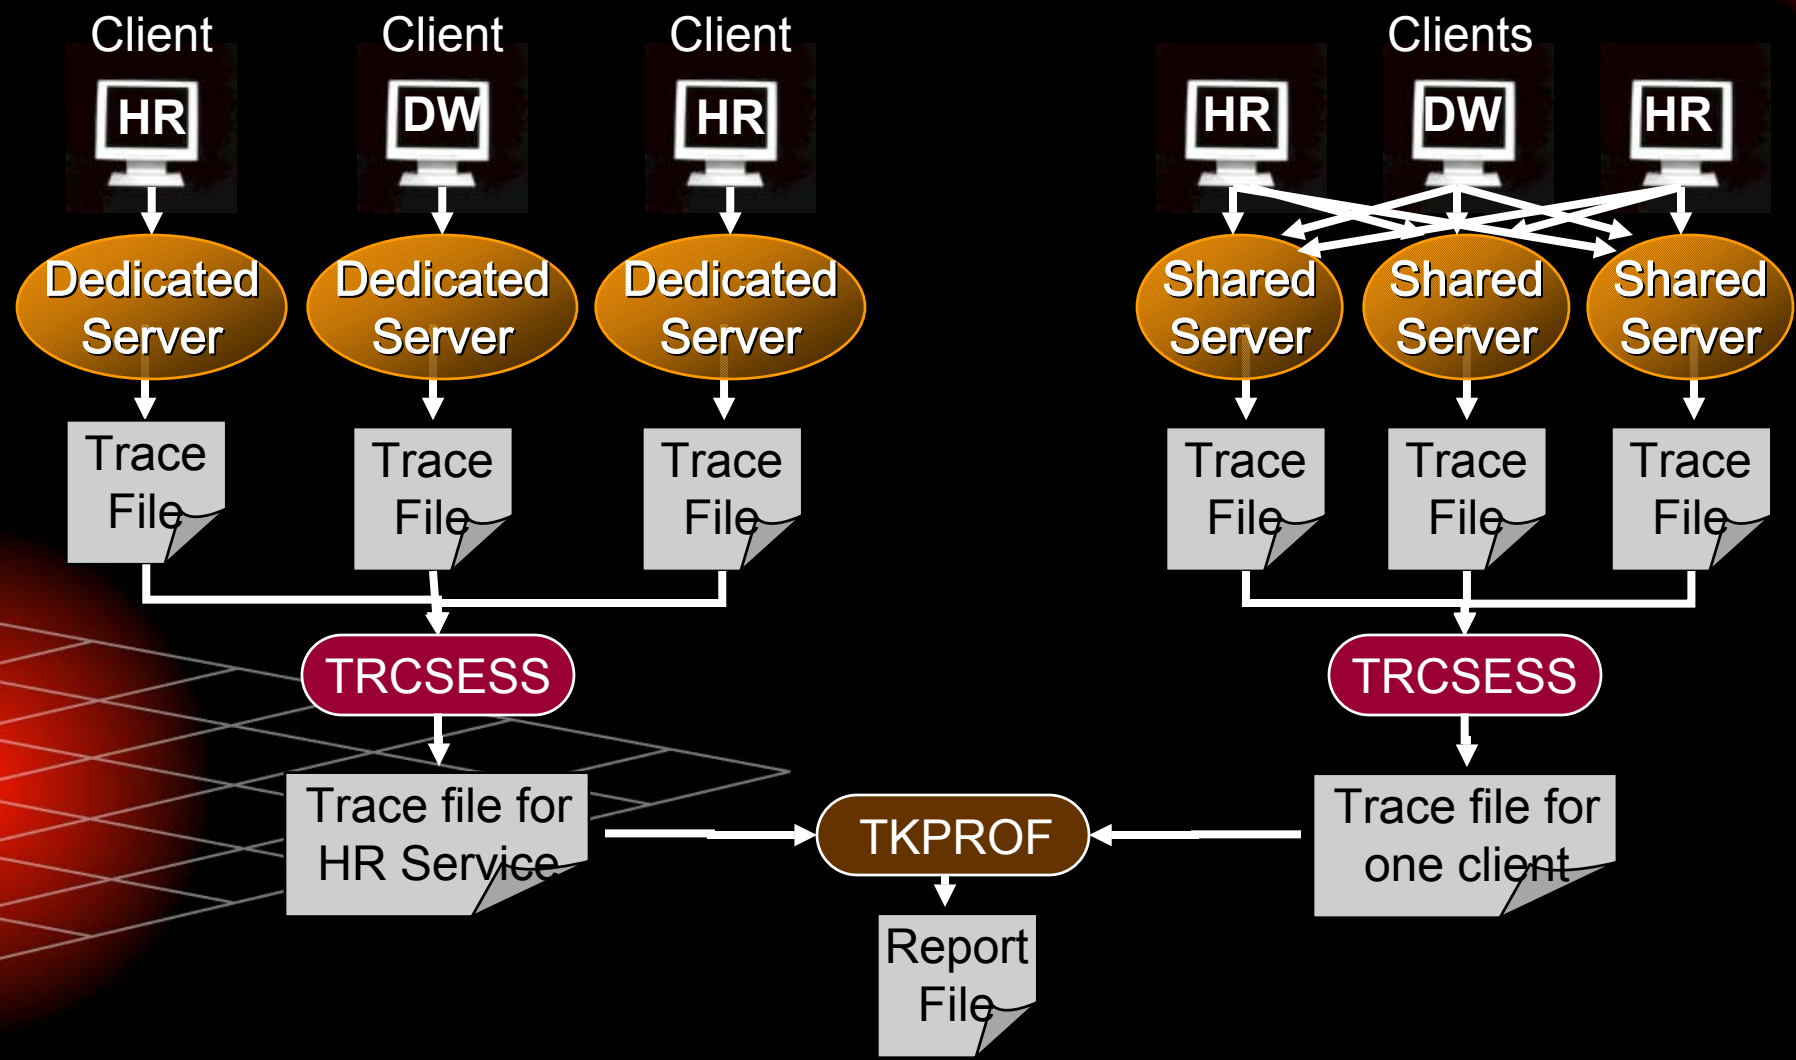 Client
Client
Client
Clients
HR
DW
HR
HR
DW
HR
Dedicated
Server
Dedicated
Server
Dedicated
Server
Shared
Server
Shared
Server
Shared
Server
Trace
File
Trace
File
Trace
File
Trace
File
Trace
File
Trace
File
TRCSESS
TRCSESS
Trace file for
HR Service
TKPROF
Trace file for
one client
Report
File